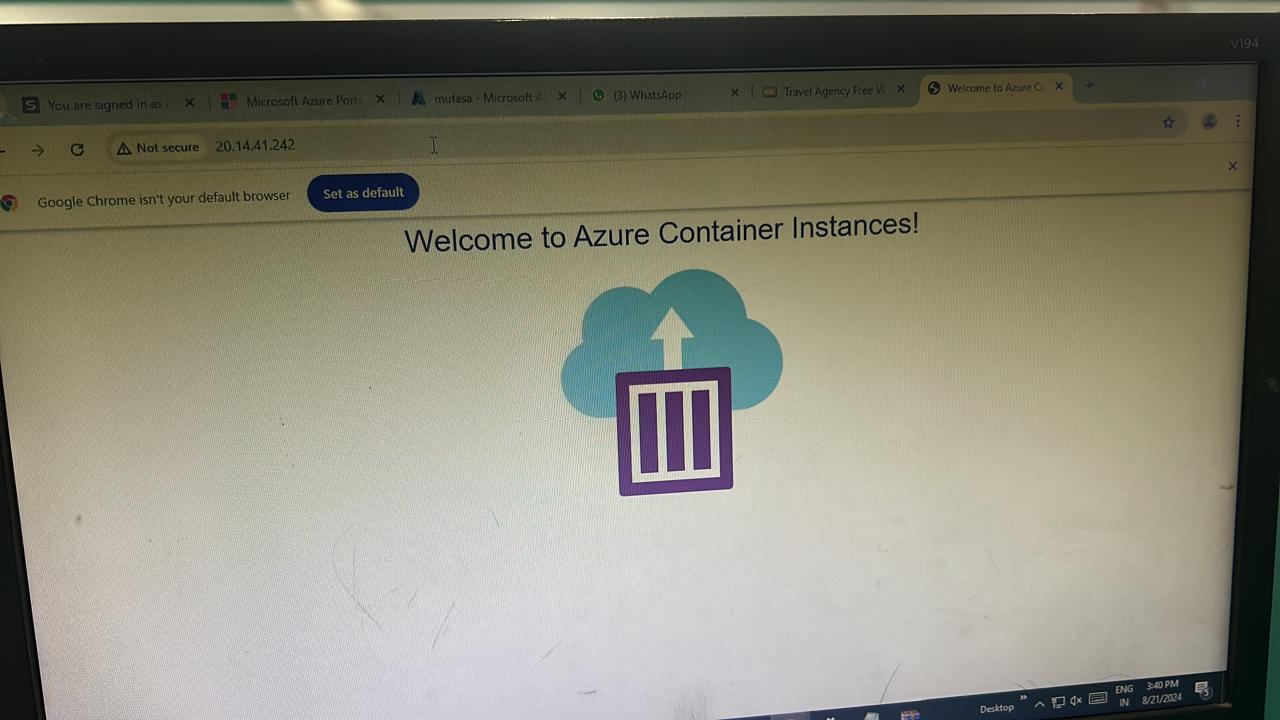 V194
You are signed in as
Microsoft Azure Port
mufasa - Microsoft A
(3) WhatsApp
Travel Agency Free W
Welcome to Azure Co
Not secure
20.14.41.242
Google Chrome isn't your default browser
Set as default
Welcome to Azure Container Instances!
Desktop
ENG
IN
3:40 PM
8/21/2024